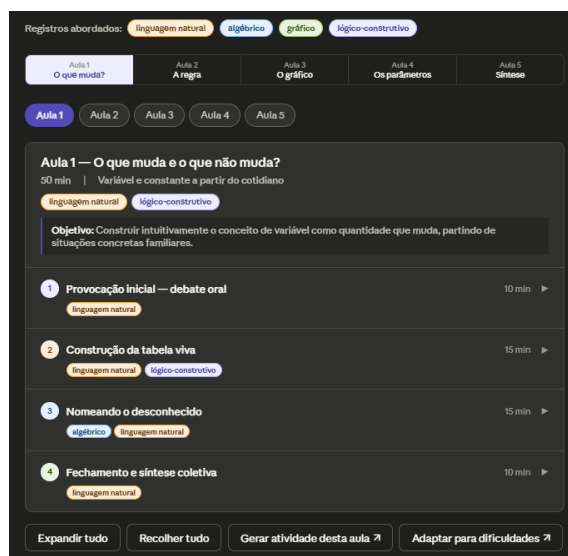 Registros abordados: linguagem natural algébrico gráfico lógico-construtivo
Aula 1 Aula 2 Aula 3 Aula 4 Aula 5
O que muda? A regra O gráfico Os parâmetros Síntese
Aula 1 Aula 2 Aula 3 Aula 4 Aula 5
Aula 1 — O que muda e o que não muda?
50 min | Variável e constante a partir do cotidiano
linguagem natural lógico-construtivo
Objetivo: Construir intuitivamente o conceito de variável como quantidade que muda, partindo de
situações concretas familiares.
1 Provocação inicial — debate oral 10 min ▶
linguagem natural
2 Construção da tabela viva 15 min ▶
linguagem natural lógico-construtivo
3 Nomeando o desconhecido 15 min ▶
algébrico linguagem natural
4 Fechamento e síntese coletiva 10 min ▶
linguagem natural
Expandir tudo Recolher tudo Gerar atividade desta aula ↗ Adaptar para dificuldades ↗